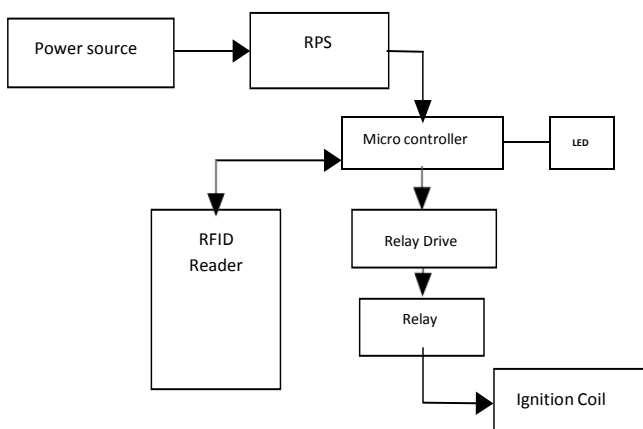 Power source
RPS
Micro controller
LED
RFID
Reader
Relay Drive
Relay
Ignition Coil